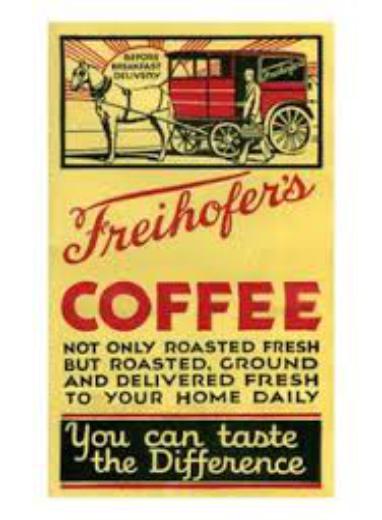 BEFORE
BREAKFAST
DELIVERY
Freihofer's
Freihofer's
COFFEE
NOT ONLY ROASTED FRESH
BUT ROASTED, GROUND
AND DELIVERED FRESH
TO YOUR HOME DAILY
You can taste
the Difference